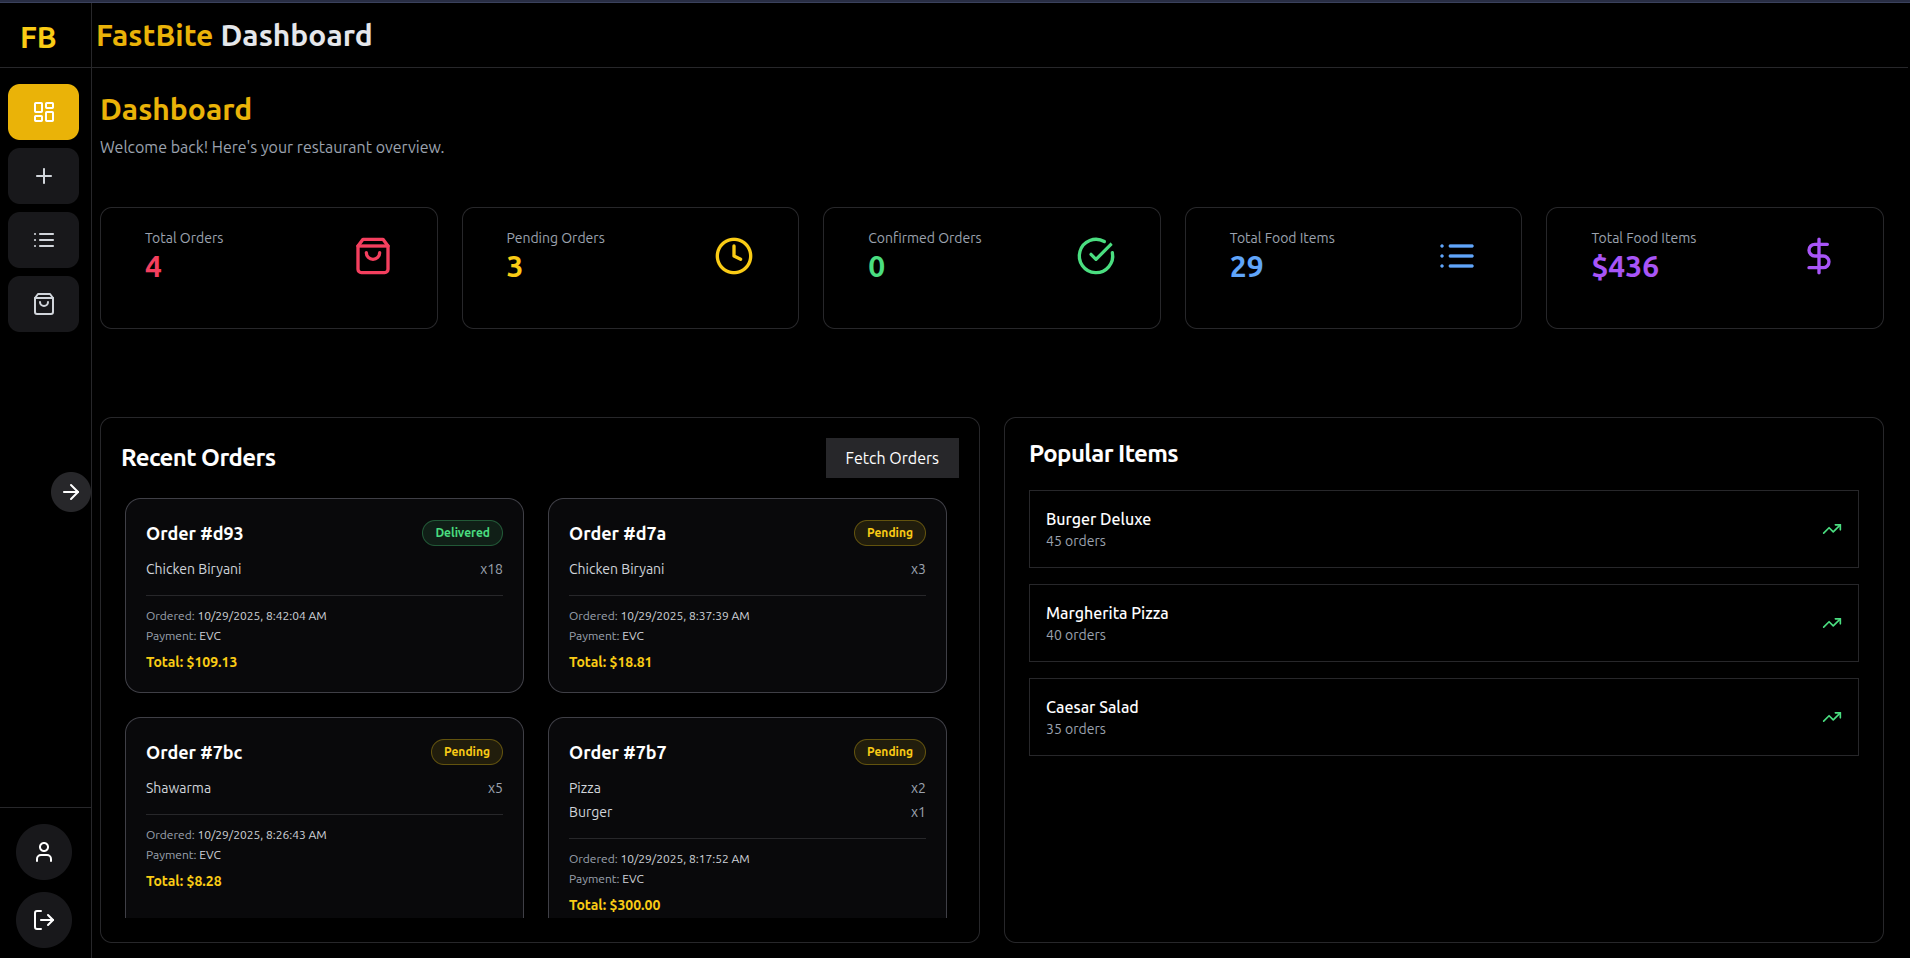 FB
FastBite Dashboard
Dashboard
Welcome back! Here's your restaurant overview.
Total Orders
4
Pending Orders
3
Confirmed Orders
0
Total Food Items
29
Total Food Items
$436
Recent Orders
Fetch Orders
Order #d93
Delivered
Chicken Biryani x18
Ordered: 10/29/2025, 8:42:04 AM
Payment: EVC
Total: $109.13
Order #d7a
Pending
Chicken Biryani x3
Ordered: 10/29/2025, 8:37:39 AM
Payment: EVC
Total: $18.81
Order #7bc
Pending
Shawarma x5
Ordered: 10/29/2025, 8:26:43 AM
Payment: EVC
Total: $8.28
Order #7b7
Pending
Pizza x2
Burger x1
Ordered: 10/29/2025, 8:17:52 AM
Payment: EVC
Total: $300.00
Popular Items
Burger Deluxe
45 orders
Margherita Pizza
40 orders
Caesar Salad
35 orders